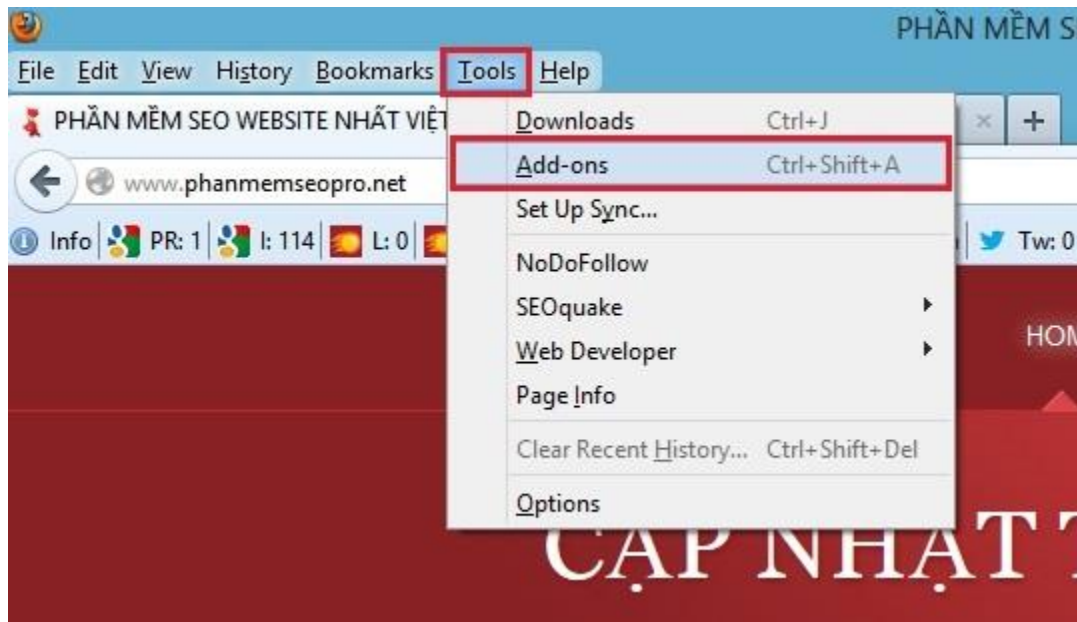 PHẦN MỀM S
File Edit View History Bookmarks Tools Help
PHẦN MỀM SEO WEBSITE NHẤT VIỆT
www.phanmemseopro.net
Info PR: 1 I: 114 L: 0 Tw: 0
Downloads Ctrl+J
Add-ons Ctrl+Shift+A
Set Up Sync...
NoDoFollow
SEOquake
Web Developer
Page Info
Clear Recent History... Ctrl+Shift+Del
Options
HOM
CẬP NHẬT T